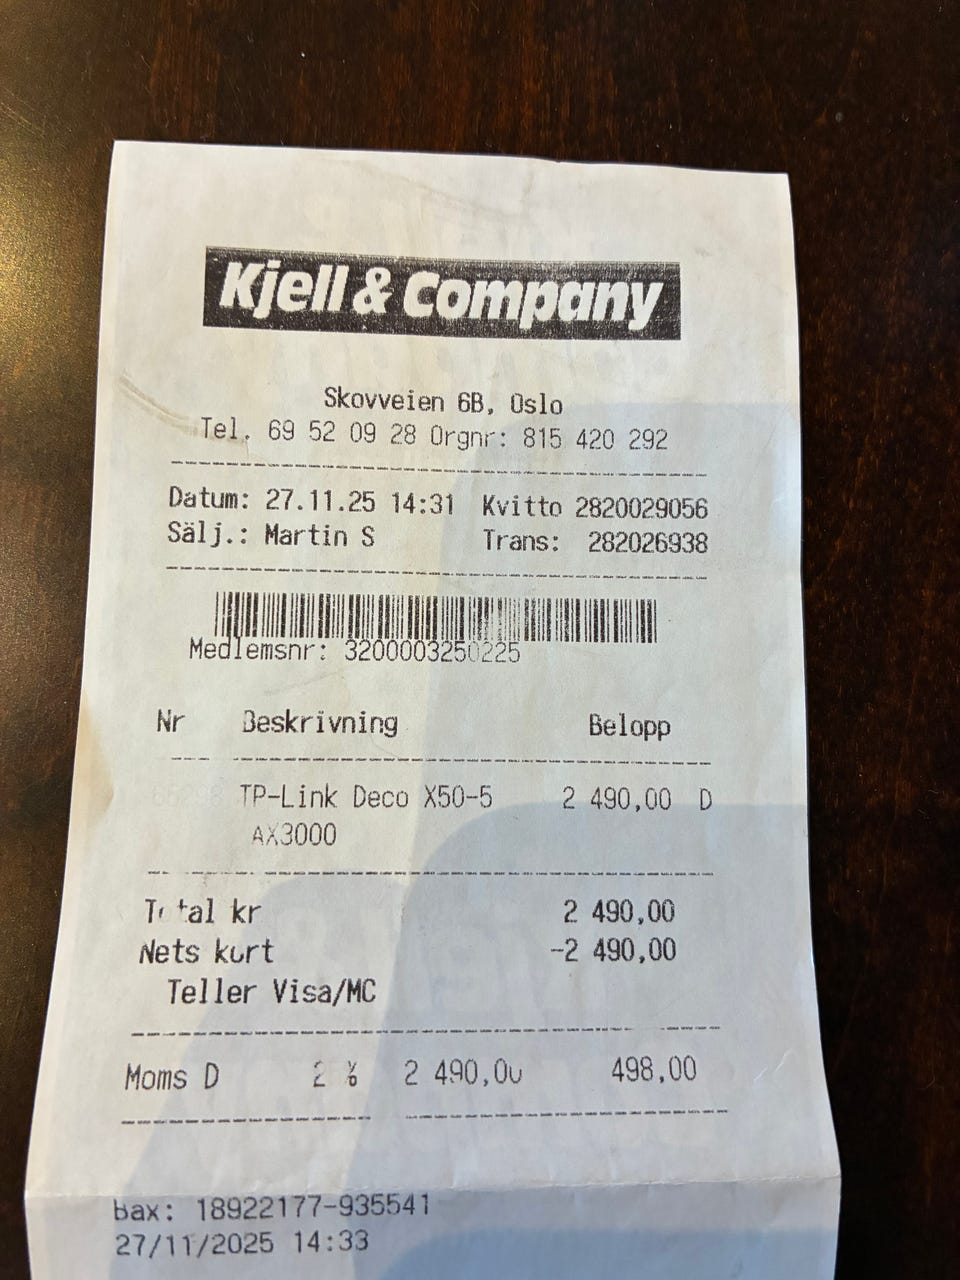 Kjell & Company
Skovveien 6B, Oslo
Tel. 69 52 09 28 Orgnr: 815 420 292
Datum: 27.11.25 14:31 Kvitto 2820029056
Sälj.: Martin S Trans: 282026938
Medlemsnr: 3200003250225
Nr Beskrivning Belopp
TP-Link Deco X50-5 2 490,00 D
AX3000
Total kr 2 490,00
Nets kort -2 490,00
Teller Visa/MC
Moms D % 2 490,00 498,00
bax: 18922177-935541
27/11/2025 14:33